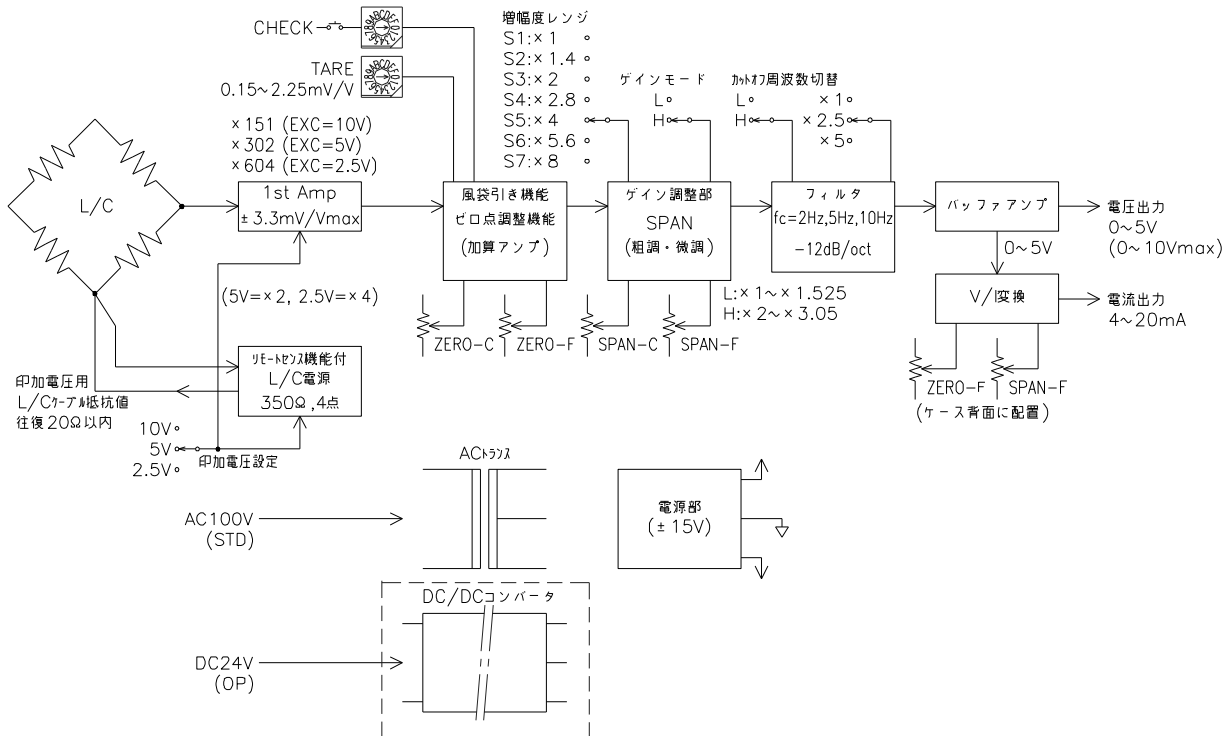 CHECK
TARE
0.15~2.25mV/V
増幅度レンジ
S1:×1
S2:×1.4
S3:×2
S4:×2.8
S5:×4
S6:×5.6
S7:×8
ゲインモード
L
H
カットオフ周波数切替
L
H
×1
×2.5
×5
×151 (EXC=10V)
×302 (EXC=5V)
×604 (EXC=2.5V)
L/C
1st Amp
±3.3mV/Vmax
風袋引き機能
ゼロ点調整機能
(加算アンプ)
ゲイン調整部
SPAN
(粗調・微調)
フィルタ
fc=2Hz,5Hz,10Hz
-12dB/oct
バッファアンプ
電圧出力
0~5V
(0~10Vmax)
0~5V
V/I変換
電流出力
4~20mA
(5V=×2, 2.5V=×4)
L:×1~×1.525
H:×2~×3.05
ZERO-C
ZERO-F
SPAN-C
SPAN-F
ZERO-F
SPAN-F
(ケース背面に配置)
リモートセンス機能付
L/C電源
350Ω,4点
印加電圧用
L/Cケーブル抵抗値
往復20Ω以内
10V
5V
2.5V
印加電圧設定
ACトランス
AC100V
(STD)
電源部
(±15V)
DC/DCコンバータ
DC24V
(OP)